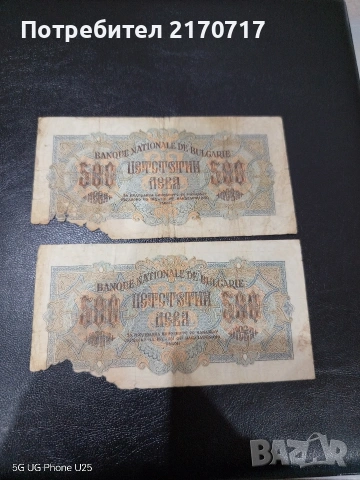 Потребител 2170717
BANQUE NATIONALE DE BULGARIE
500 ПЕТСТОТИН 500
ЛЕВА
BANQUE NATIONALE DE BULGARIE
500 ПЕТСТОТИН 500
ЛЕВА
5G UG Phone U25
BAZAR